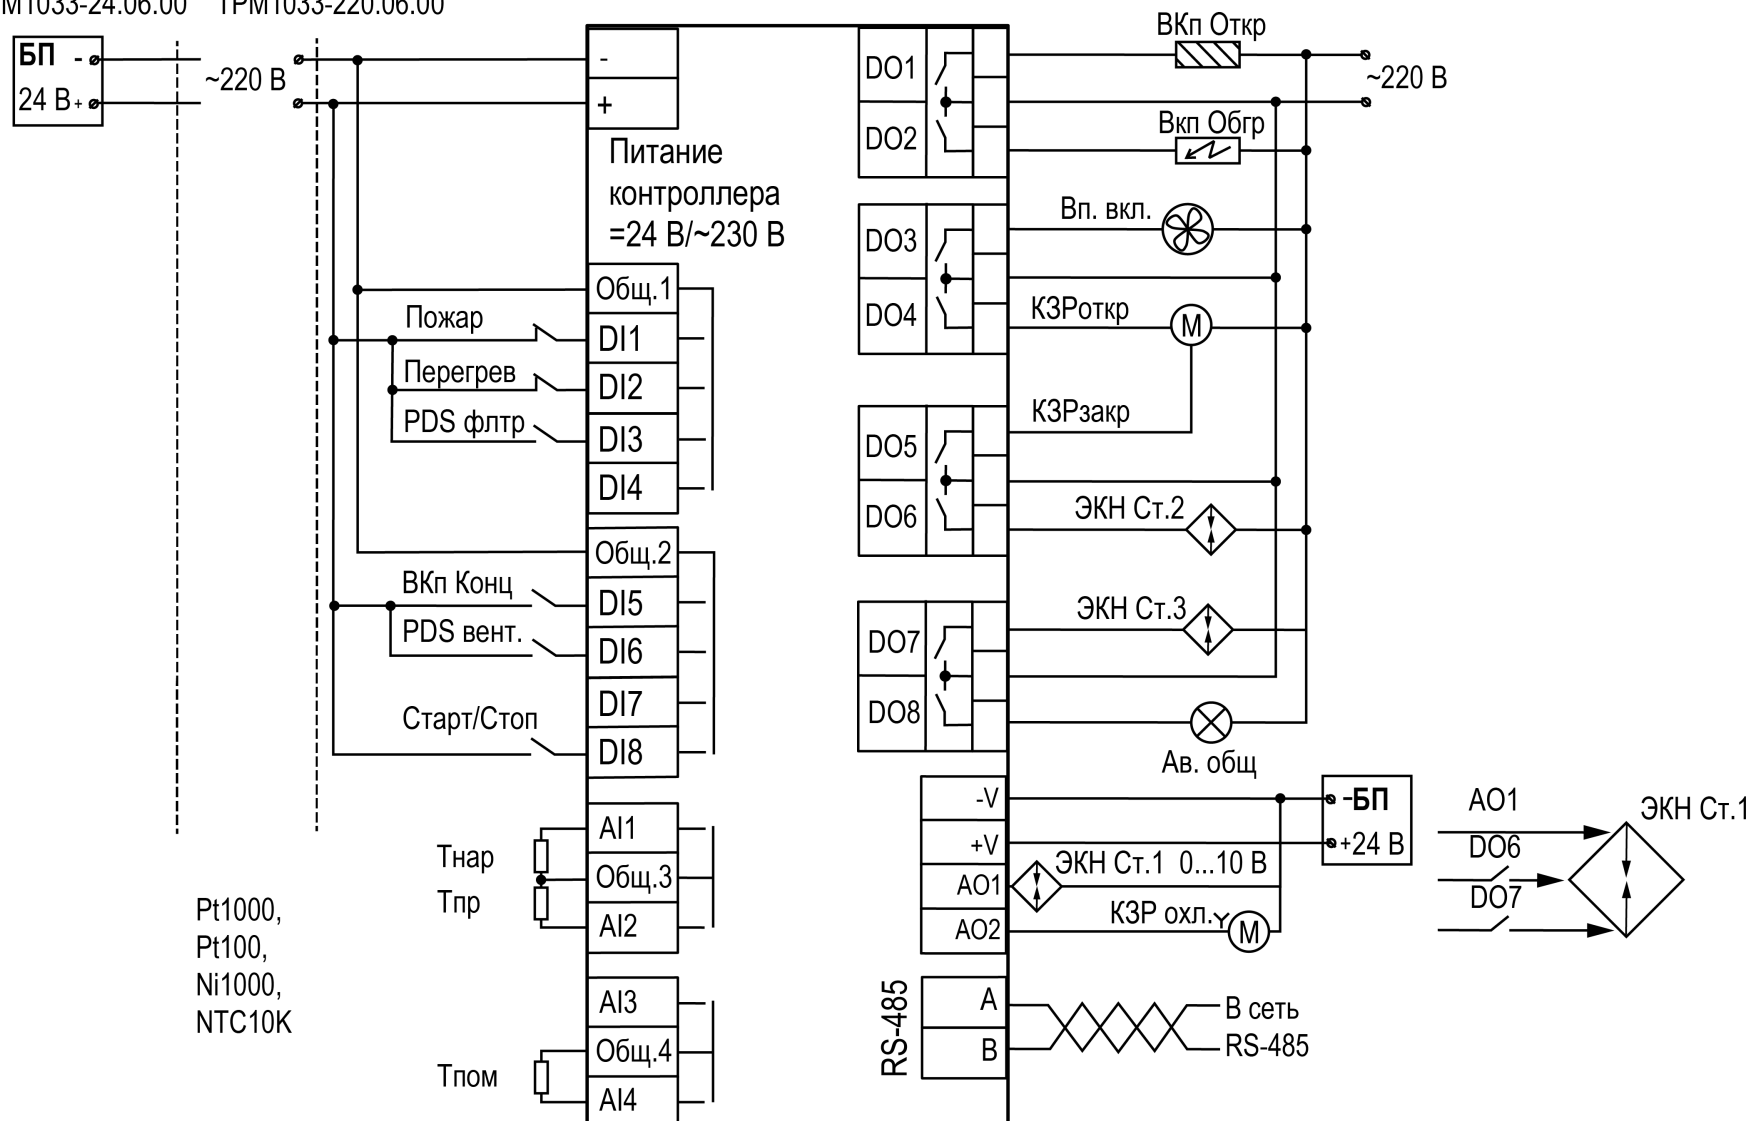 М1033-24.06.00 ТРМ1033-220.06.00
БП -
24 В +
~220 В
-
+
Питание
контроллера
=24 В/~230 В
Общ.1
Пожар
DI1
Перегрев
DI2
PDS флтр
DI3
DI4
Общ.2
ВКп Конц
DI5
PDS вент.
DI6
DI7
Старт/Стоп
DI8
AI1
Тнар
Общ.3
Тпр
AI2
Pt1000,
Pt100,
Ni1000,
NTC10K
AI3
Общ.4
Тпом
AI4
DO1
DO2
ВКп Откр
~220 В
Вкп Обгр
DO3
DO4
Вп. вкл.
КЗРоткр
M
КЗРзакр
DO5
DO6
ЭКН Ст.2
DO7
DO8
ЭКН Ст.3
Ав. общ
-V
+V
AO1
AO2
-БП
+24 В
ЭКН Ст.1 0...10 В
КЗР охл.
M
AO1
DO6
DO7
ЭКН Ст.1
RS-485
A
B
В сеть
RS-485